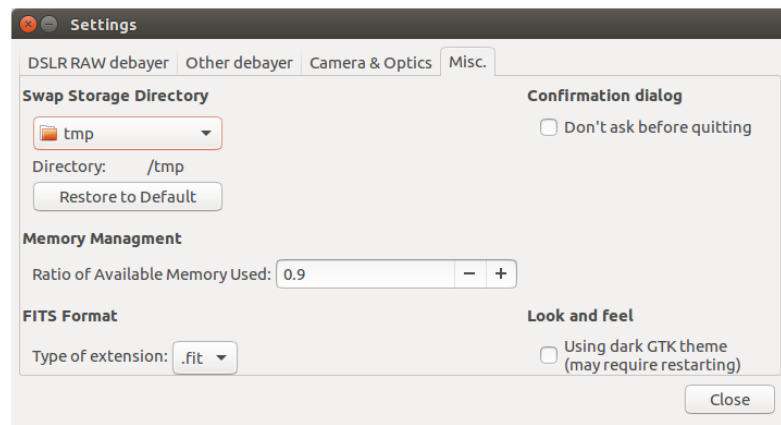 Settings
DSLR RAW debayer Other debayer Camera & Optics Misc.
Swap Storage Directory
tmp
Directory: /tmp
Restore to Default
Memory Managment
Ratio of Available Memory Used: 0.9
FITS Format
Type of extension: .fit
Confirmation dialog
Don't ask before quitting
Look and feel
Using dark GTK theme
(may require restarting)
Close